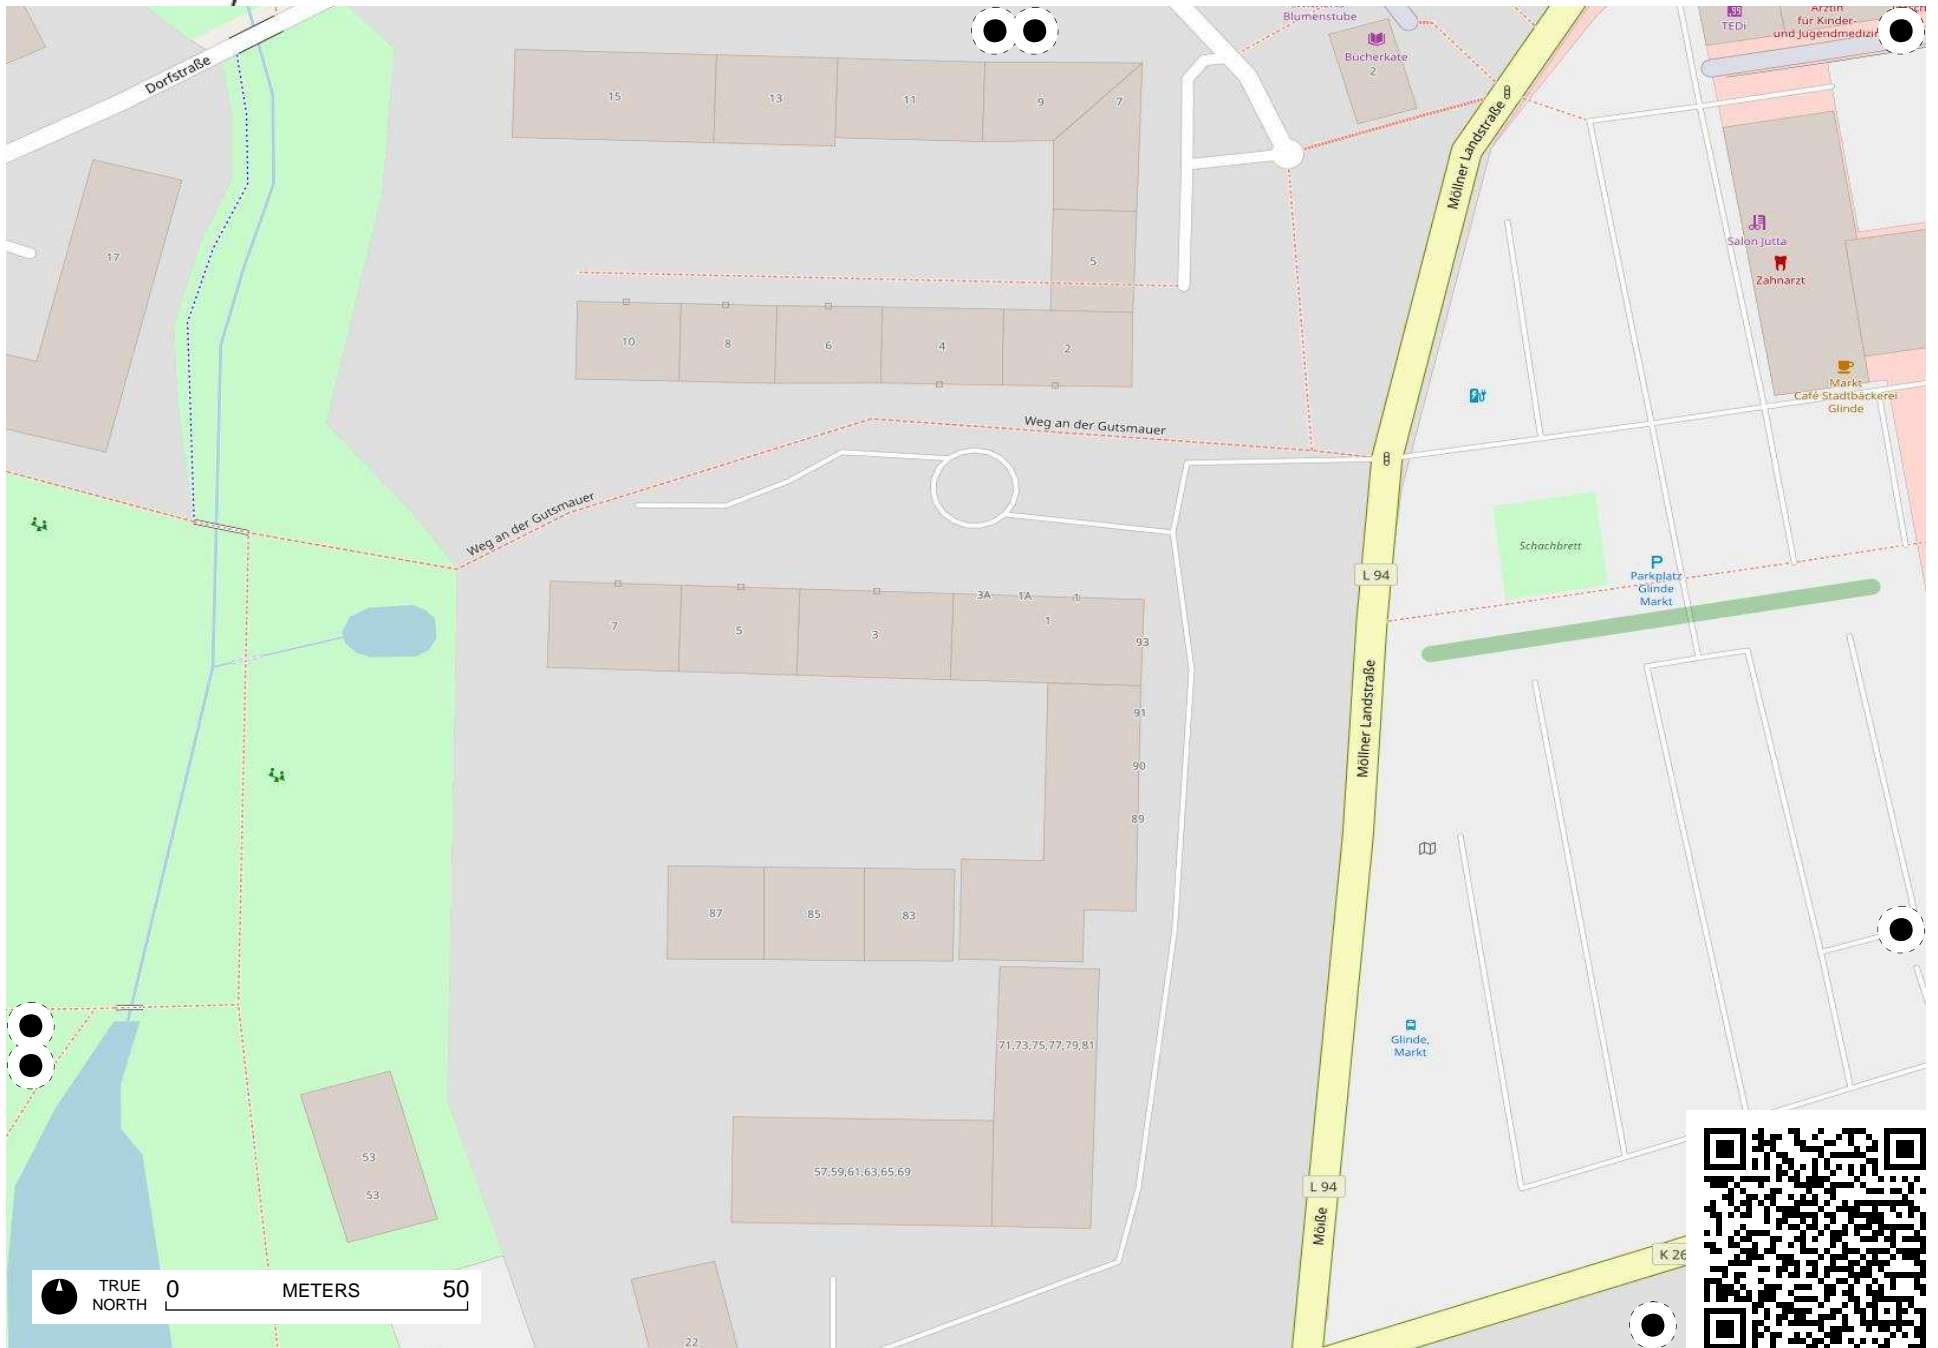 Blumenstube
TEDi
Ärztin
für Kinder-
und Jugendmedizin
Dorfstraße
Bücherkate
2
15
13
11
9
7
Möllner Landstraße
17
Salon Jutta
Zahnarzt
5
10
8
6
4
2
Markt
Café Stadtbäckerei
Glinde
Weg an der Gutsmauer
Weg an der Gutsmauer
Schachbrett
L 94
P
Parkplatz
Glinde
Markt
3A
1A
1
7
5
3
1
93
Möllner Landstraße
91
90
89
87
85
83
71,73,75,77,79,81
Glinde,
Markt
53
57,59,61,63,65,69
L 94
53
K 26
TRUE
NORTH
0
METERS
50
22